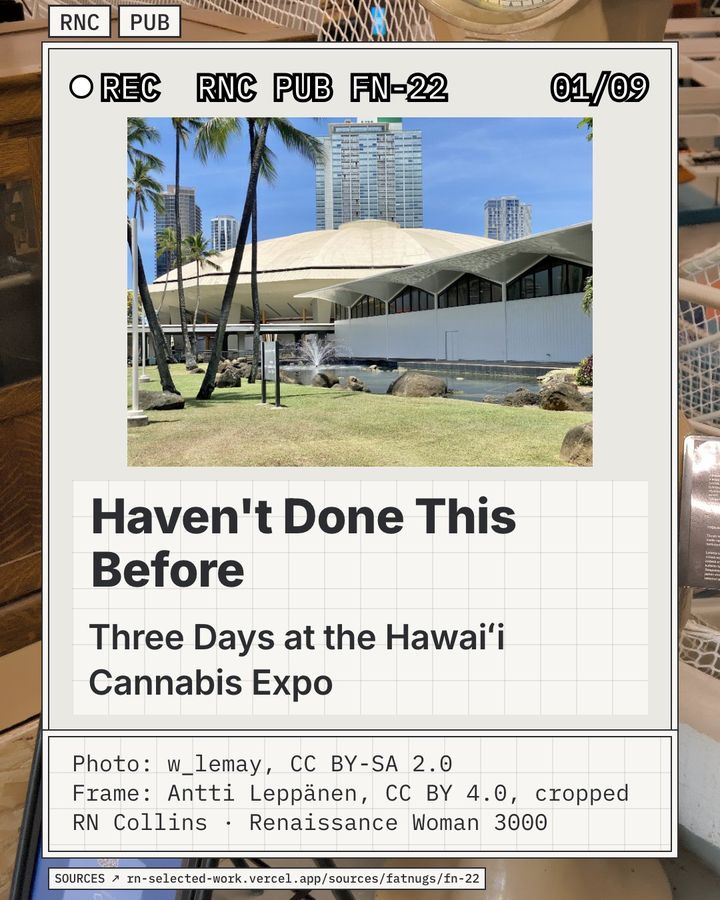 RNC PUB
REC RNC PUB FN-22 01/09
Haven't Done This
Before
Three Days at the Hawaiʻi
Cannabis Expo
Photo: w_lemay, CC BY-SA 2.0
Frame: Antti Leppänen, CC BY 4.0, cropped
RN Collins · Renaissance Woman 3000
SOURCES ↗ rn-selected-work.vercel.app/sources/fatnugs/fn-22